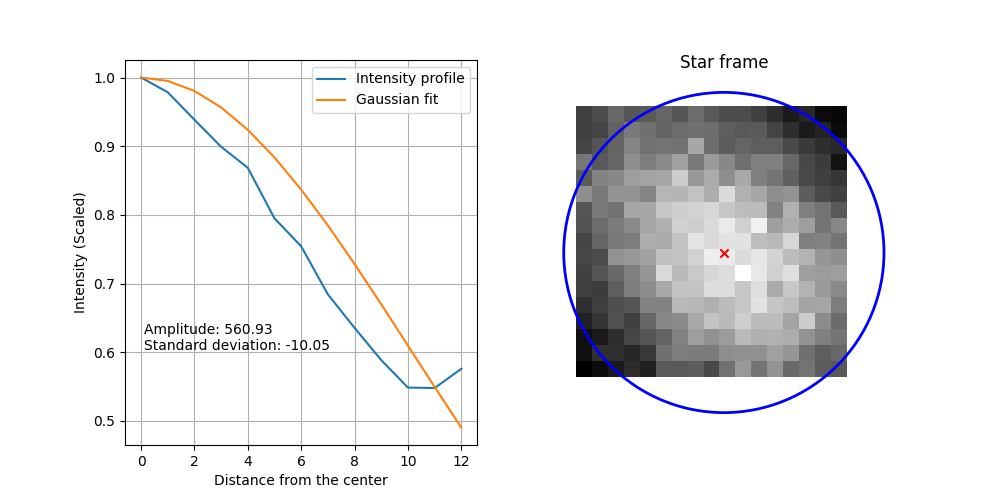 Star frame
Intensity profile
Gaussian fit
Intensity (Scaled)
1.0
0.9
0.8
0.7
0.6
0.5
Amplitude: 560.93
Standard deviation: -10.05
0 2 4 6 8 10 12
Distance from the center